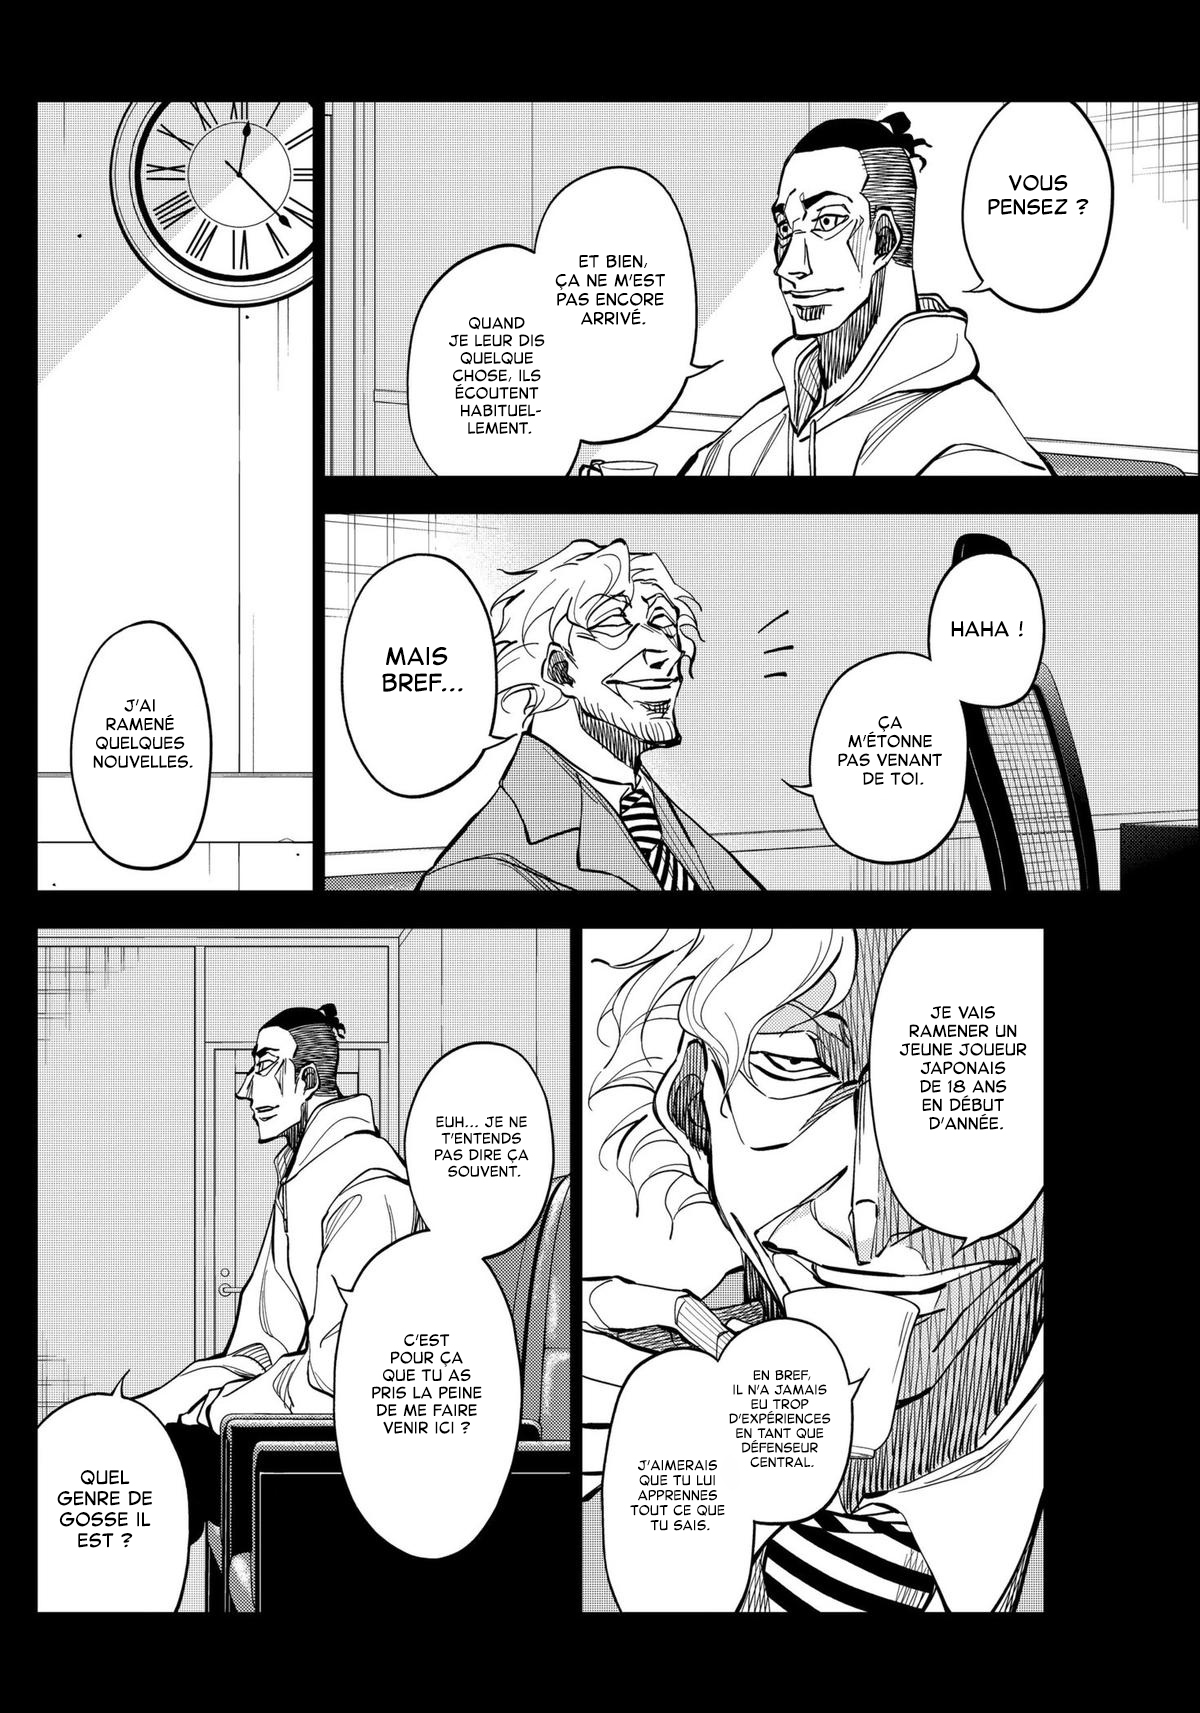 VOUS
PENSEZ ?
ET BIEN,
ÇA NE M'EST
PAS ENCORE
ARRIVÉ.
QUAND
JE LEUR DIS
QUELQUE
CHOSE, ILS
ÉCOUTENT
HABITUEL-
LEMENT.
HAHA !
ÇA
M'ÉTONNE
PAS VENANT
DE TOI.
MAIS
BREF...
J'AI
RAMENÉ
QUELQUES
NOUVELLES.
JE VAIS
RAMENER UN
JEUNE JOUEUR
JAPONAIS
DE 18 ANS
EN DÉBUT
D'ANNÉE.
EN BREF,
IL N'A JAMAIS
EU TROP
D'EXPÉRIENCES
EN TANT QUE
DÉFENSEUR
CENTRAL.
J'AIMERAIS
QUE TU LUI
APPRENNES
TOUT CE QUE
TU SAIS.
EUH... JE NE
T'ENTENDS
PAS DIRE ÇA
SOUVENT.
C'EST
POUR ÇA
QUE TU AS
PRIS LA PEINE
DE ME FAIRE
VENIR ICI ?
QUEL
GENRE DE
GOSSE IL
EST ?